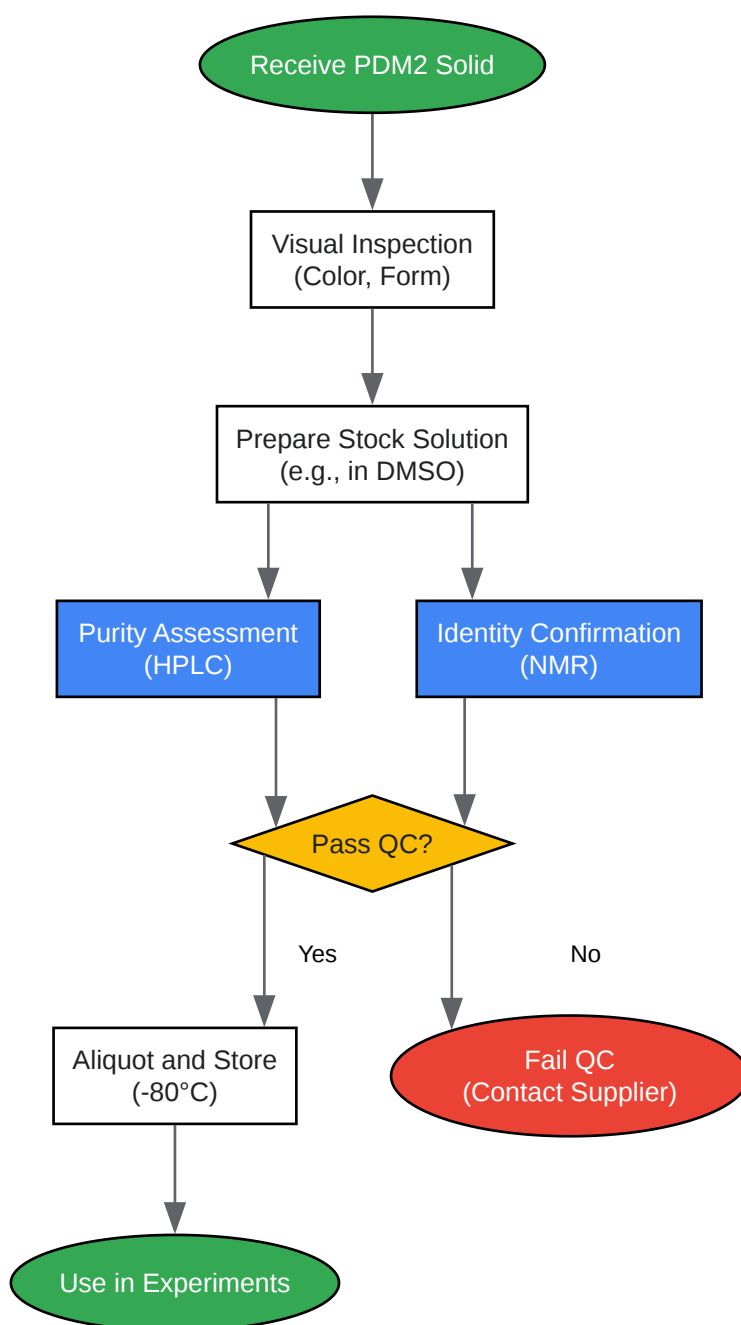 Receive PDM2 Solid
Visual Inspection
(Color, Form)
Prepare Stock Solution
(e.g., in DMSO)
Purity Assessment
(HPLC)
Identity Confirmation
(NMR)
Pass QC?
Yes
No
Aliquot and Store
(-80°C)
Fail QC
(Contact Supplier)
Use in Experiments